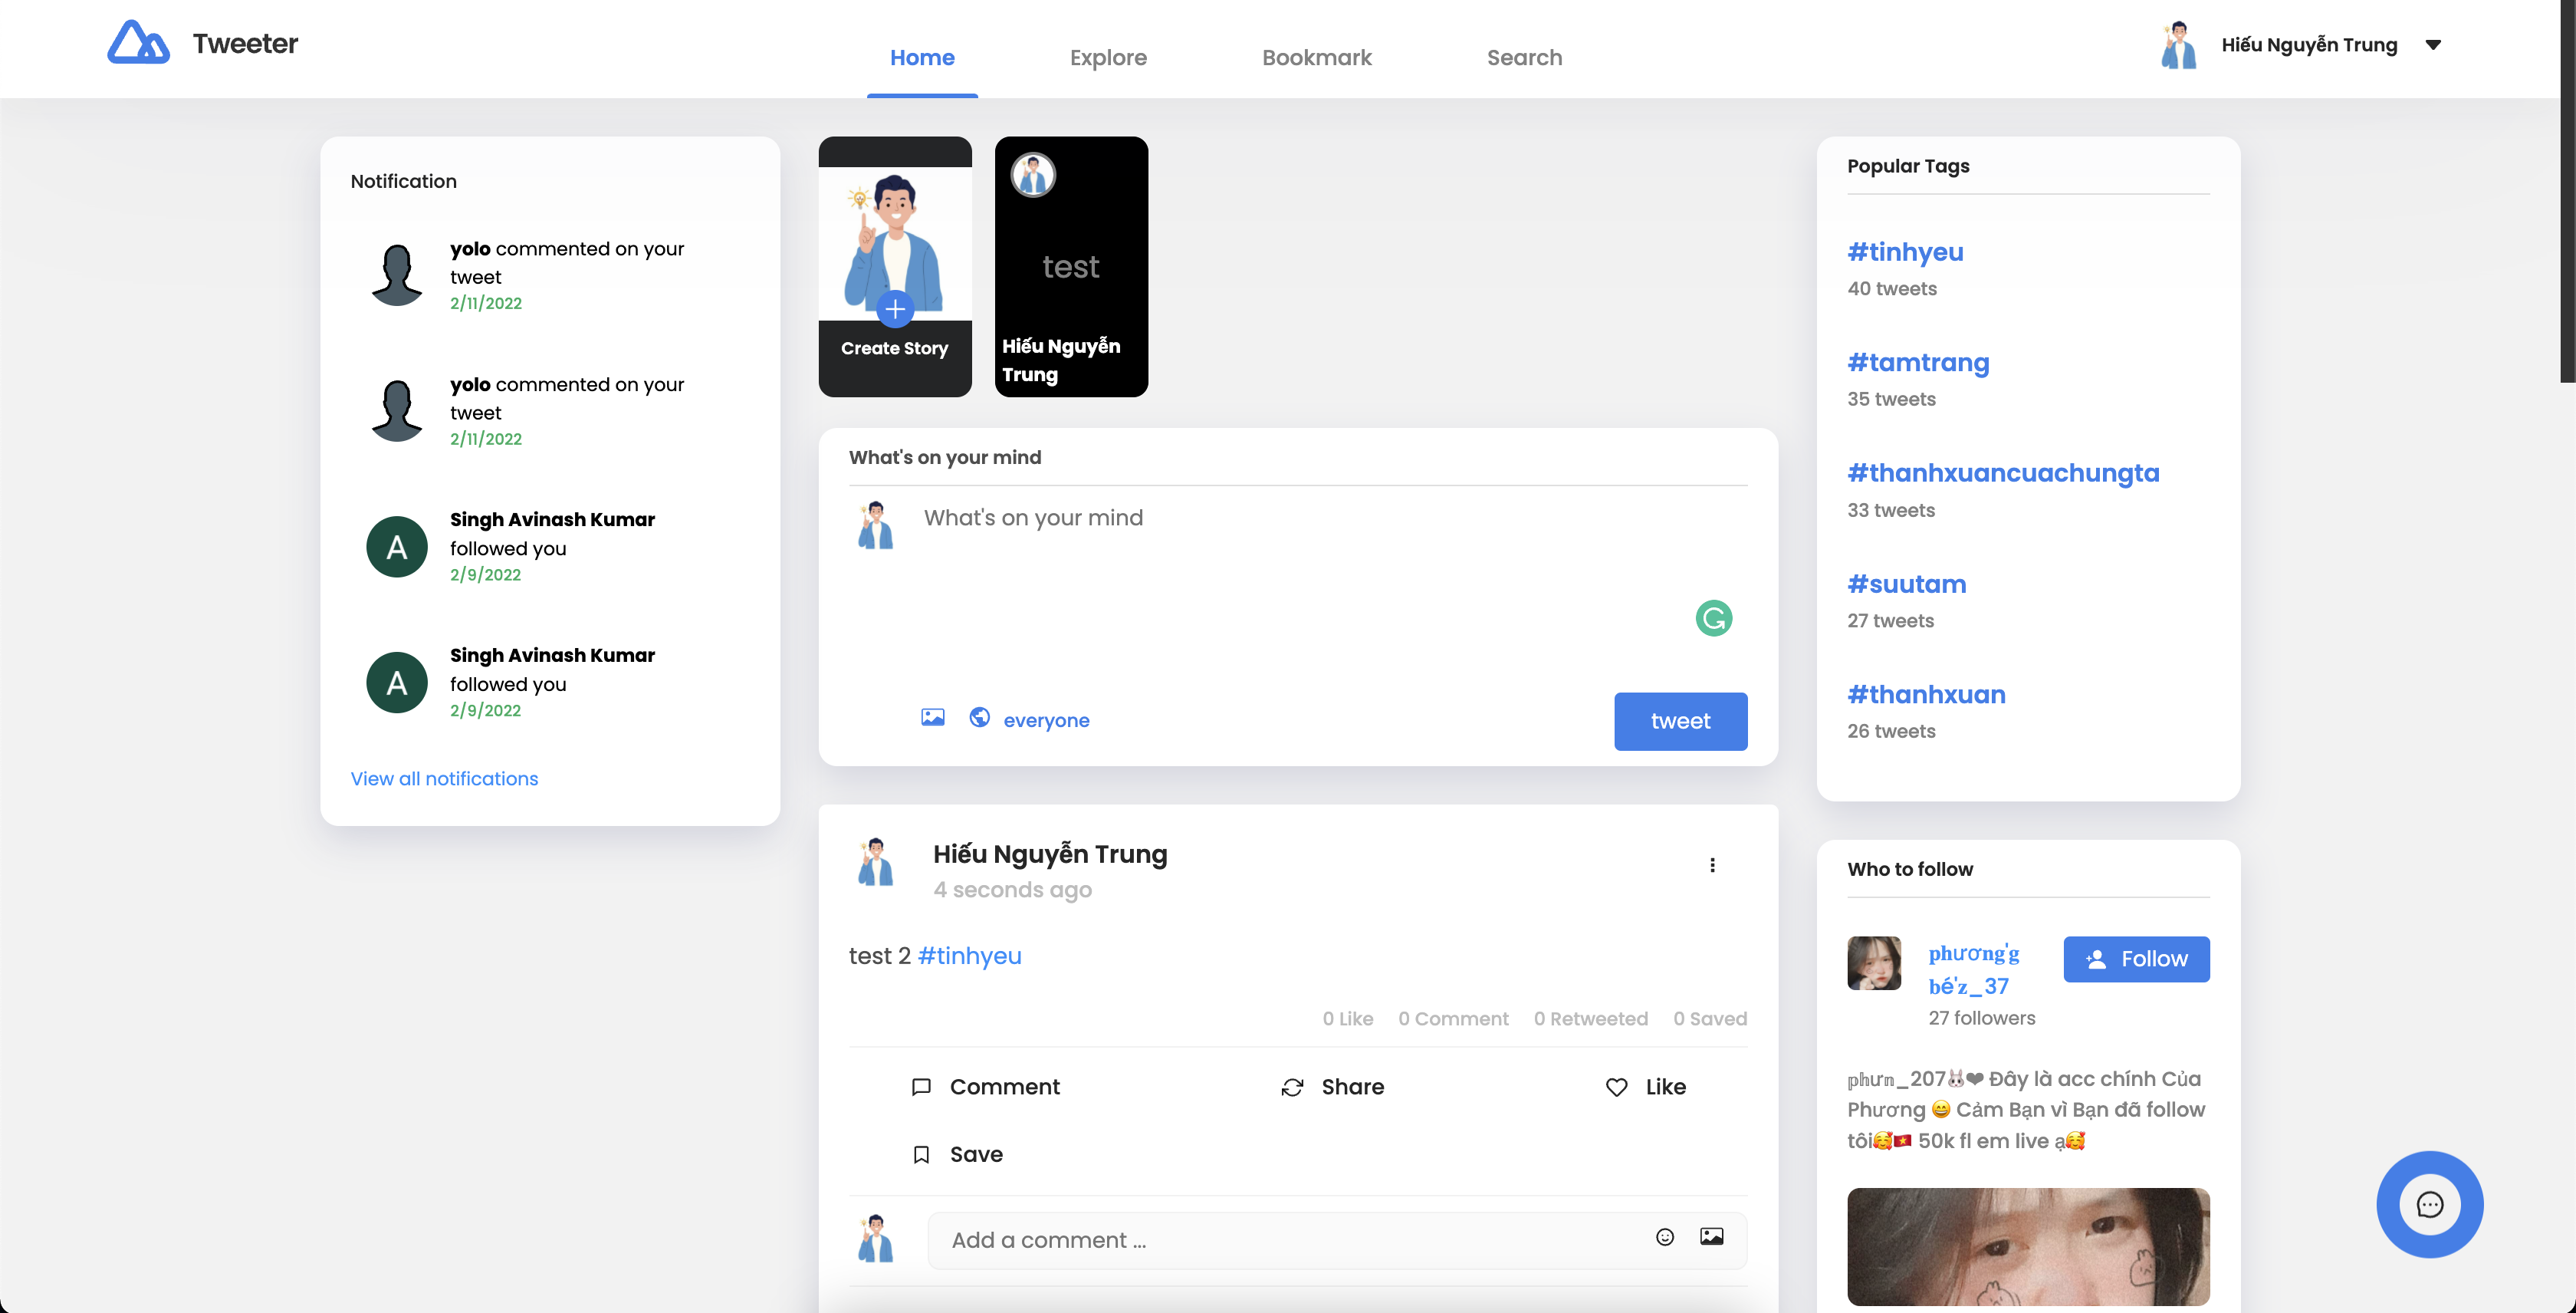 Tweeter
Home
Explore
Bookmark
Search
Hiếu Nguyễn Trung
Notification
yolo commented on your
tweet
2/11/2022
yolo commented on your
tweet
2/11/2022
A
Singh Avinash Kumar
followed you
2/9/2022
A
Singh Avinash Kumar
followed you
2/9/2022
View all notifications
Create Story
test
Hiếu Nguyễn
Trung
What's on your mind
What's on your mind
everyone
tweet
Hiếu Nguyễn Trung
4 seconds ago
test 2 #tinhyeu
0 Like 0 Comment 0 Retweeted 0 Saved
Comment
Share
Like
Save
Add a comment ...
Popular Tags
#tinhyeu
40 tweets
#tamtrang
35 tweets
#thanhxuancuachungta
33 tweets
#suutam
27 tweets
#thanhxuan
26 tweets
Who to follow
𝐩𝐡ươ𝐧𝐠'𝐠
𝐛é'𝐳_37
27 followers
Follow
𝕡𝕙ư𝕟_207🐰❤ Đây là acc chính Của
Phương 😄 Cảm Bạn vì Bạn đã follow
tôi🥰🇻🇳 50k fl em live ạ🥰